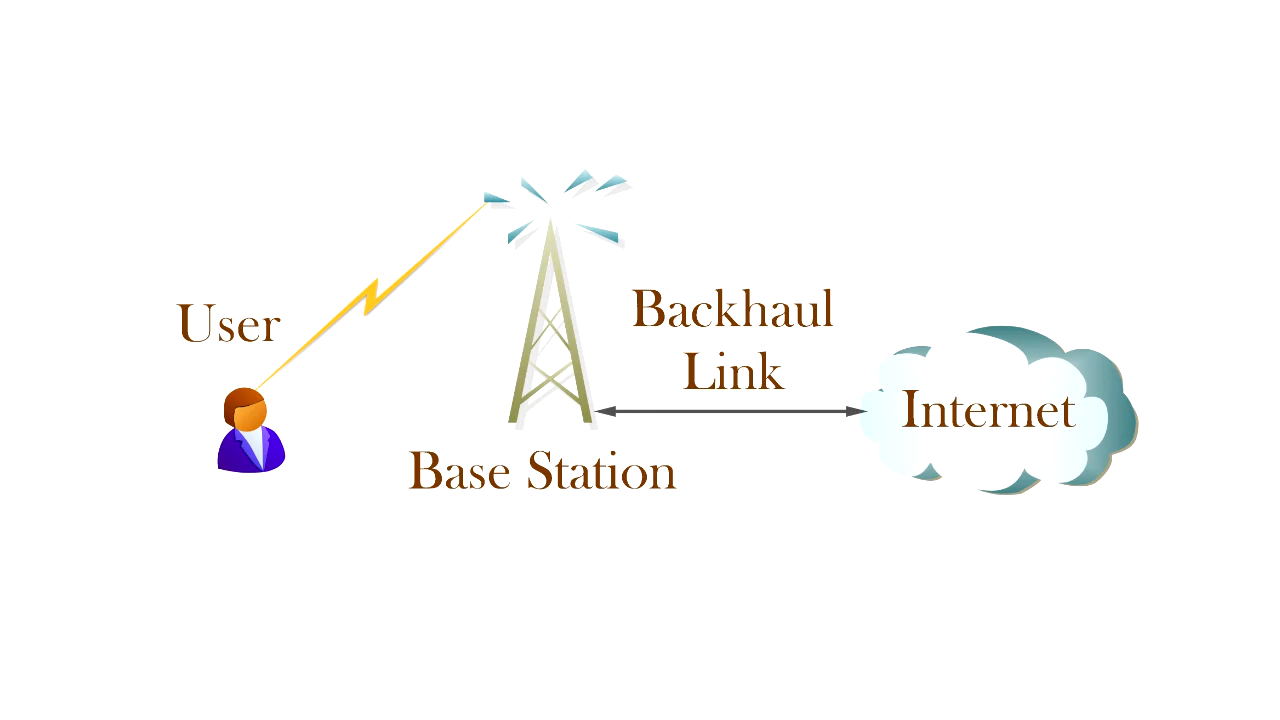 User
Backhaul
Link
Internet
Base Station